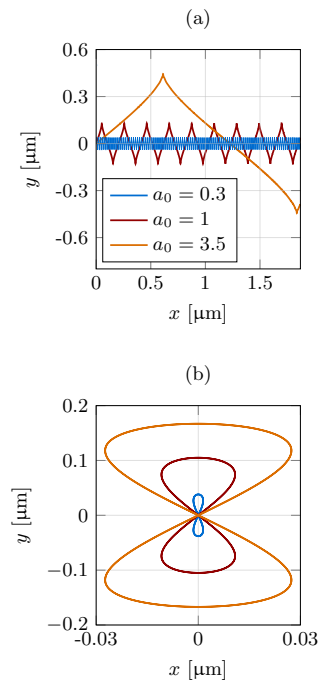 (a)
0.6
0.3
0
-0.3
-0.6
y [μm]
a₀ = 0.3
a₀ = 1
a₀ = 3.5
0 0.5 1 1.5
x [μm]
(b)
0.2
0.1
0
−0.1
−0.2
y [μm]
-0.03 0 0.03
x [μm]